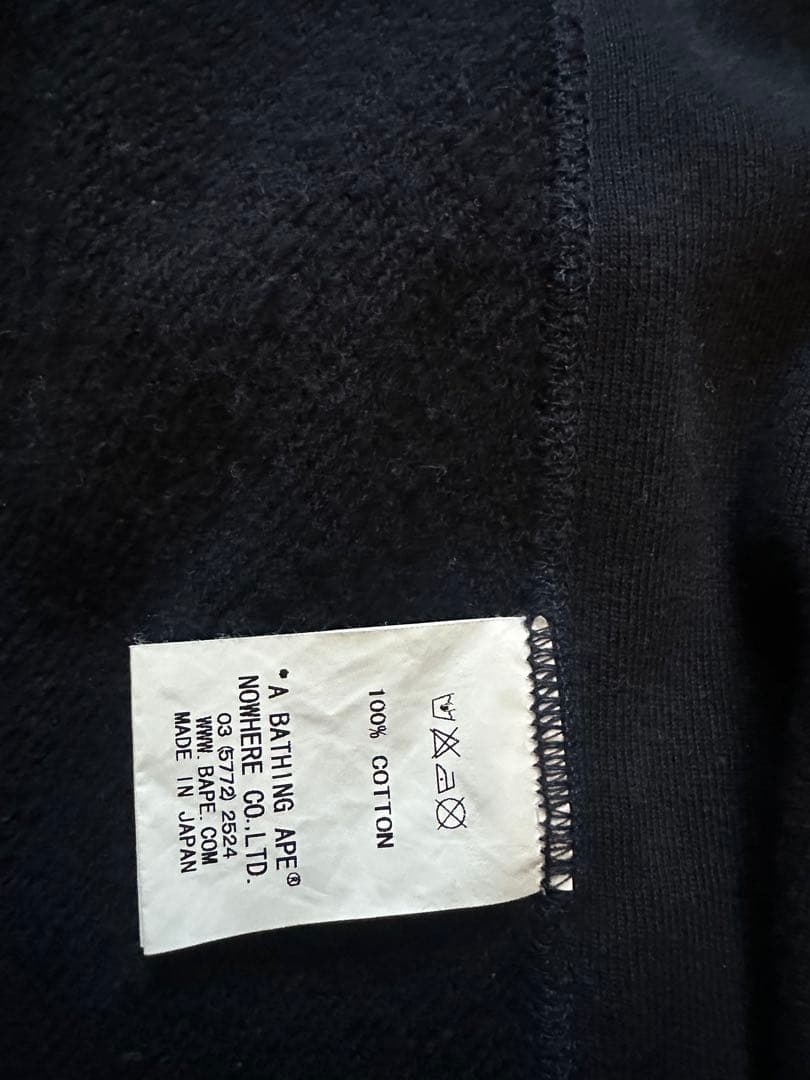 100% COTTON
•A BATHING APE®
NOWHERE CO.,LTD.
03 (5772) 2524
WWW. BAPE. COM
MADE IN JAPAN